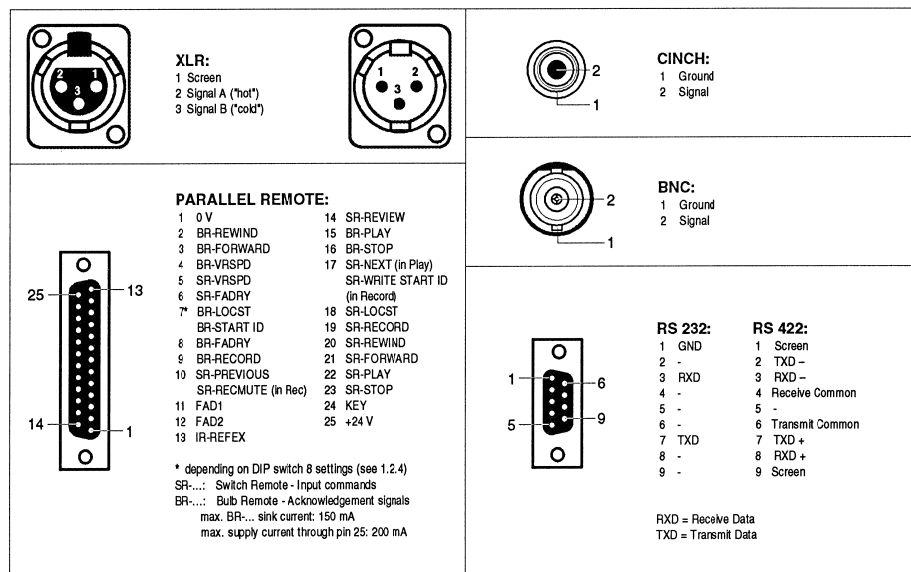 XLR:
1 Screen
2 Signal A ("hot")
3 Signal B ("cold")
2 1
3
1 2
3
CINCH:
1 Ground
2 Signal
2
1
BNC:
1 Ground
2 Signal
2
1
PARALLEL REMOTE:
1 0 V
2 BR-REWIND
3 BR-FORWARD
4 BR-VRSPD
5 SR-VRSPD
6 SR-FADRY
7* BR-LOCST
BR-START ID
8 BR-FADRY
9 BR-RECORD
10 SR-PREVIOUS
SR-RECMUTE (in Rec)
11 FAD1
12 FAD2
13 IR-REFEX
14 SR-REVIEW
15 BR-PLAY
16 BR-STOP
17 SR-NEXT (in Play)
SR-WRITE START ID
(in Record)
18 SR-LOCST
19 SR-RECORD
20 SR-REWIND
21 SR-FORWARD
22 SR-PLAY
23 SR-STOP
24 KEY
25 +24 V
25 13
14 1
* depending on DIP switch 8 settings (see 1.2.4)
SR-...: Switch Remote - Input commands
BR-...: Bulb Remote - Acknowledgement signals
max. BR-... sink current: 150 mA
max. supply current through pin 25: 200 mA
1 6
5 9
RS 232:
1 GND
2 -
3 RXD
4 -
5 -
6 -
7 TXD
8 -
9 -
RS 422:
1 Screen
2 TXD –
3 RXD –
4 Receive Common
5 -
6 Transmit Common
7 TXD +
8 RXD +
9 Screen
RXD = Receive Data
TXD = Transmit Data